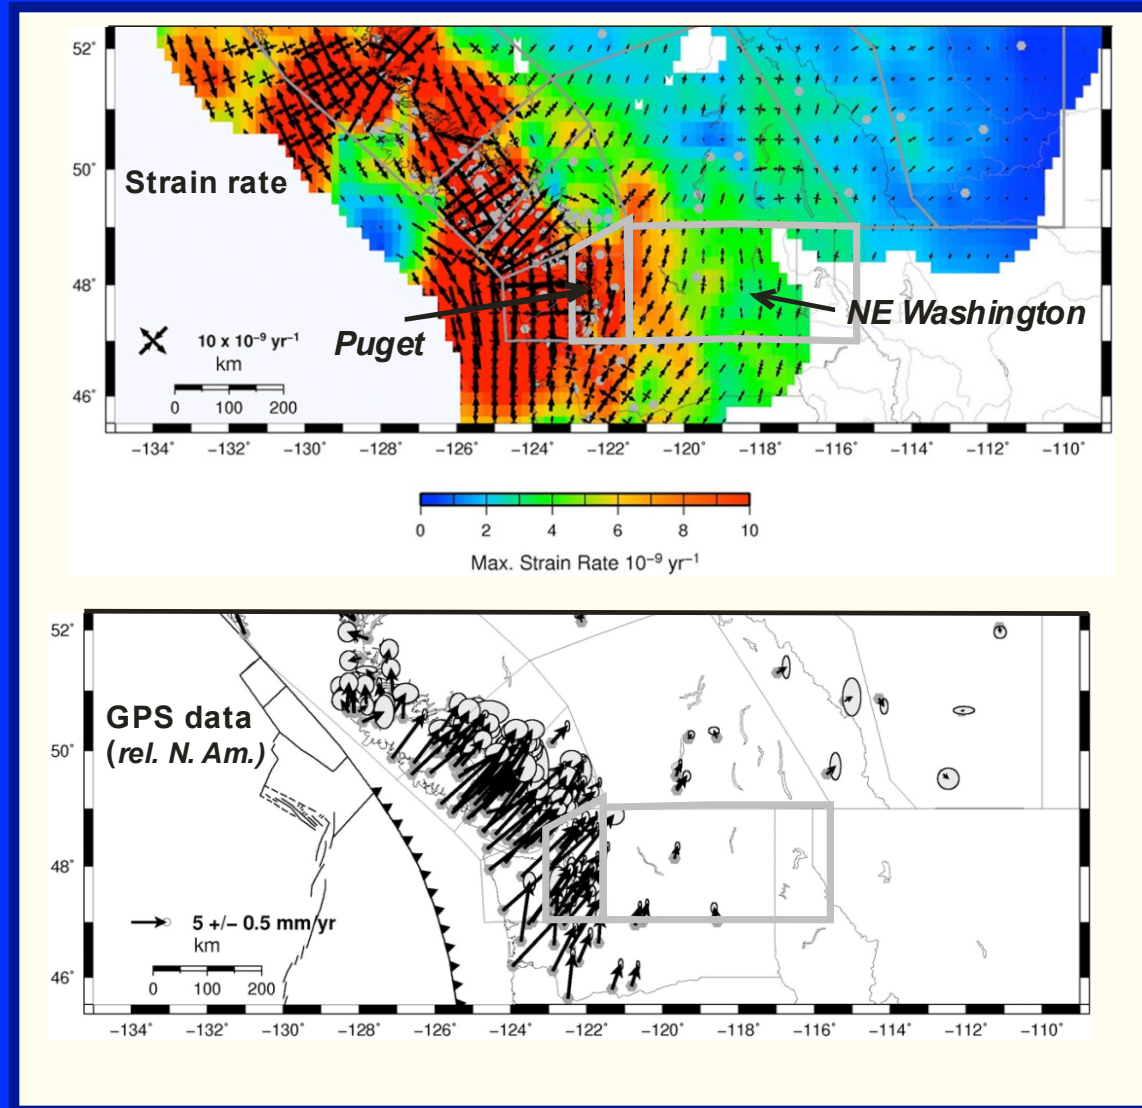 52°
50°
48°
46°
Strain rate
Puget
NE Washington
10 x 10⁻⁹ yr⁻¹
km
0 100 200
−134° −132° −130° −128° −126° −124° −122° −120° −118° −116° −114° −112° −110°
0 2 4 6 8 10
Max. Strain Rate 10⁻⁹ yr⁻¹
52°
50°
48°
46°
GPS data
(rel. N. Am.)
5 +/− 0.5 mm/yr
km
0 100 200
−134° −132° −130° −128° −126° −124° −122° −120° −118° −116° −114° −112° −110°